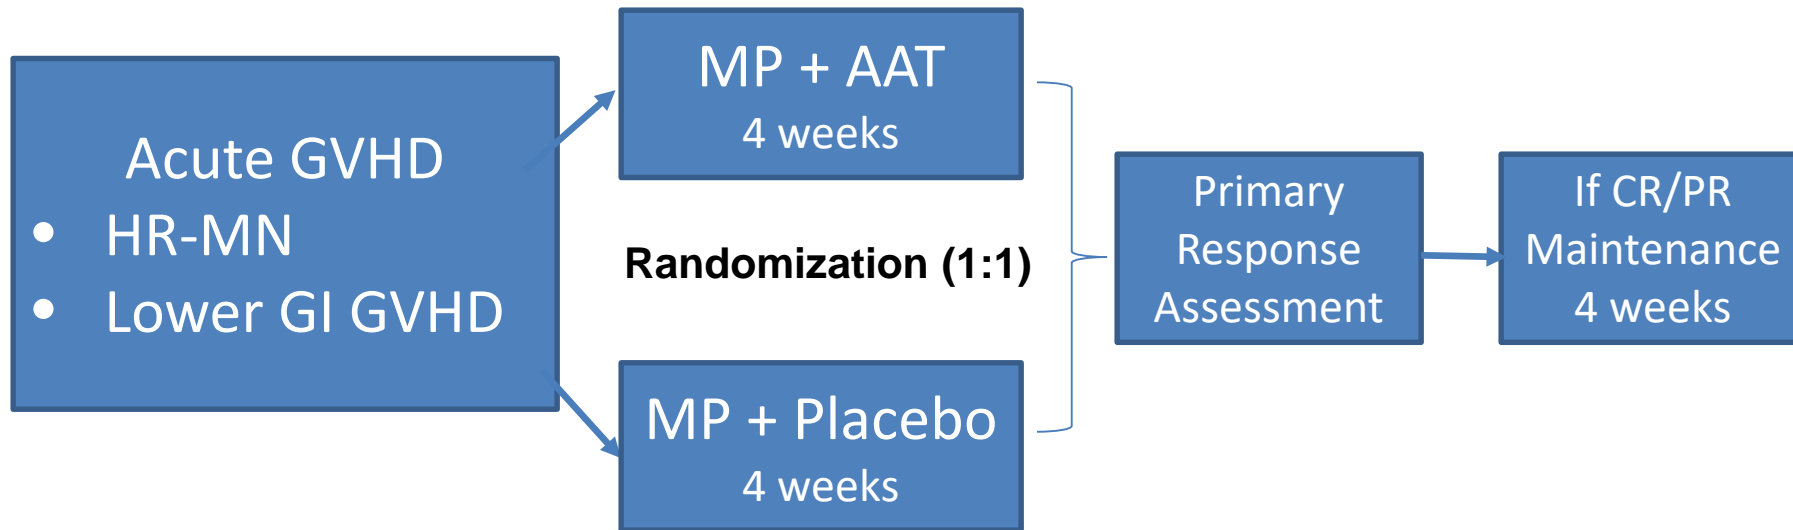 Acute GVHD
• HR-MN
• Lower GI GVHD
MP + AAT
4 weeks
Randomization (1:1)
MP + Placebo
4 weeks
Primary
Response
Assessment
If CR/PR
Maintenance
4 weeks